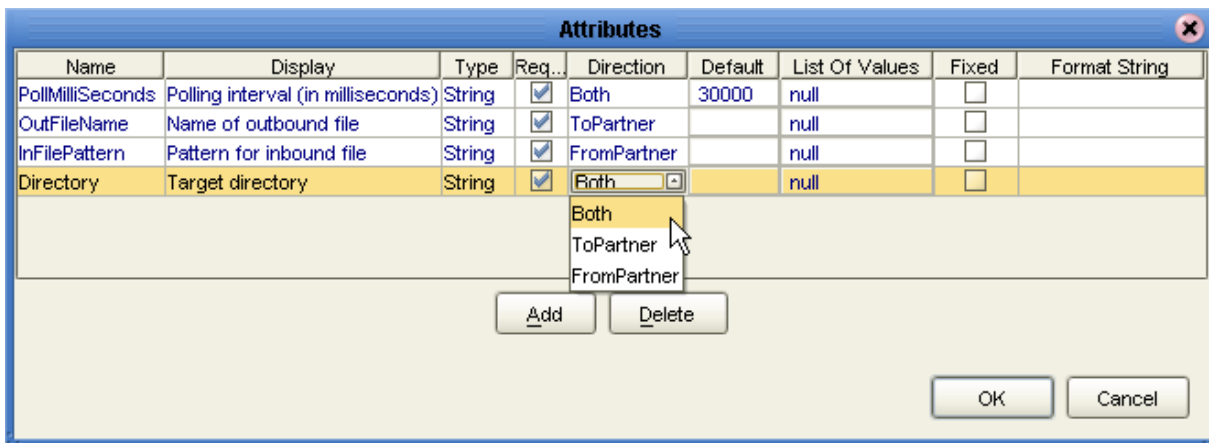 Attributes
Name Display Type Req... Direction Default List Of Values Fixed Format String
PollMilliSeconds Polling interval (in milliseconds) String Both 30000 null
OutFileName Name of outbound file String ToPartner null
InFilePattern Pattern for inbound file String FromPartner null
Directory Target directory String Both null
Both
ToPartner
FromPartner
Add Delete
OK Cancel